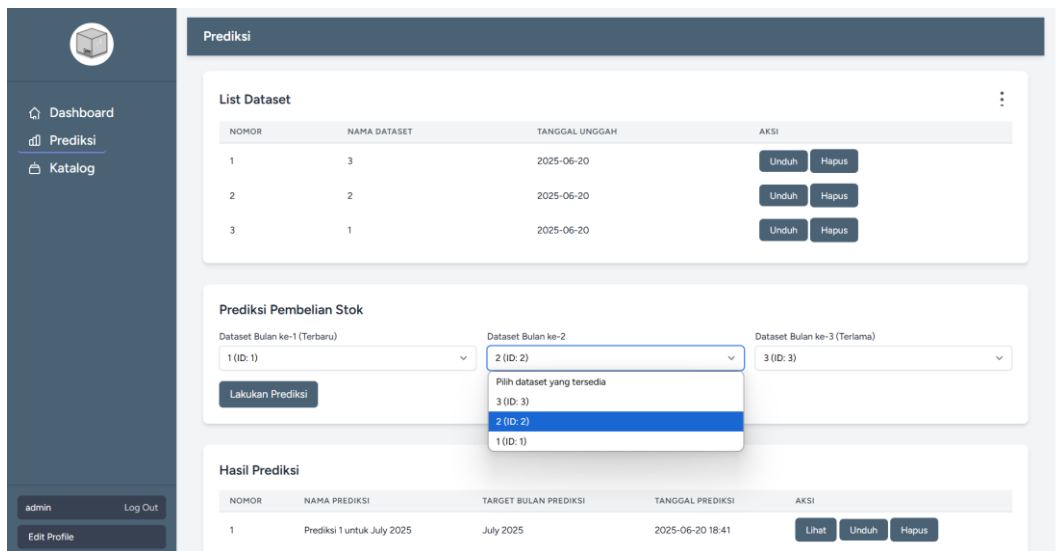 Prediksi
Dashboard
Prediksi
Katalog
List Dataset
NOMOR NAMA DATASET TANGGAL UNGGAH AKSI
1 3 2025-06-20 Unduh Hapus
2 2 2025-06-20 Unduh Hapus
3 1 2025-06-20 Unduh Hapus
Prediksi Pembelian Stok
Dataset Bulan ke-1 (Terbaru) Dataset Bulan ke-2 Dataset Bulan ke-3 (Terlama)
1 (ID: 1) 2 (ID: 2) 3 (ID: 3)
Pilih dataset yang tersedia
3 (ID: 3)
2 (ID: 2)
1 (ID: 1)
Lakukan Prediksi
Hasil Prediksi
NOMOR NAMA PREDIKSI TARGET BULAN PREDIKSI TANGGAL PREDIKSI AKSI
1 Prediksi 1 untuk July 2025 July 2025 2025-06-20 18:41 Lihat Unduh Hapus
admin Log Out
Edit Profile